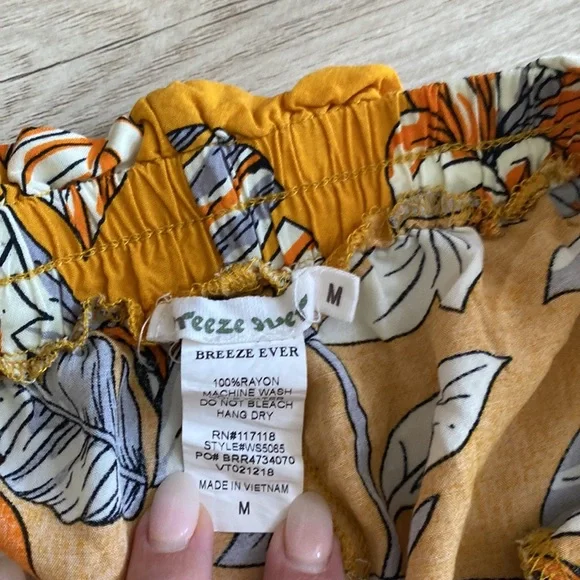 M
BREEZE EVER
100%RAYON
MACHINE WASH
DO NOT BLEACH
HANG DRY
RN#117118
STYLE#WS5065
PO# BRR4734070
VT021218
MADE IN VIETNAM
M